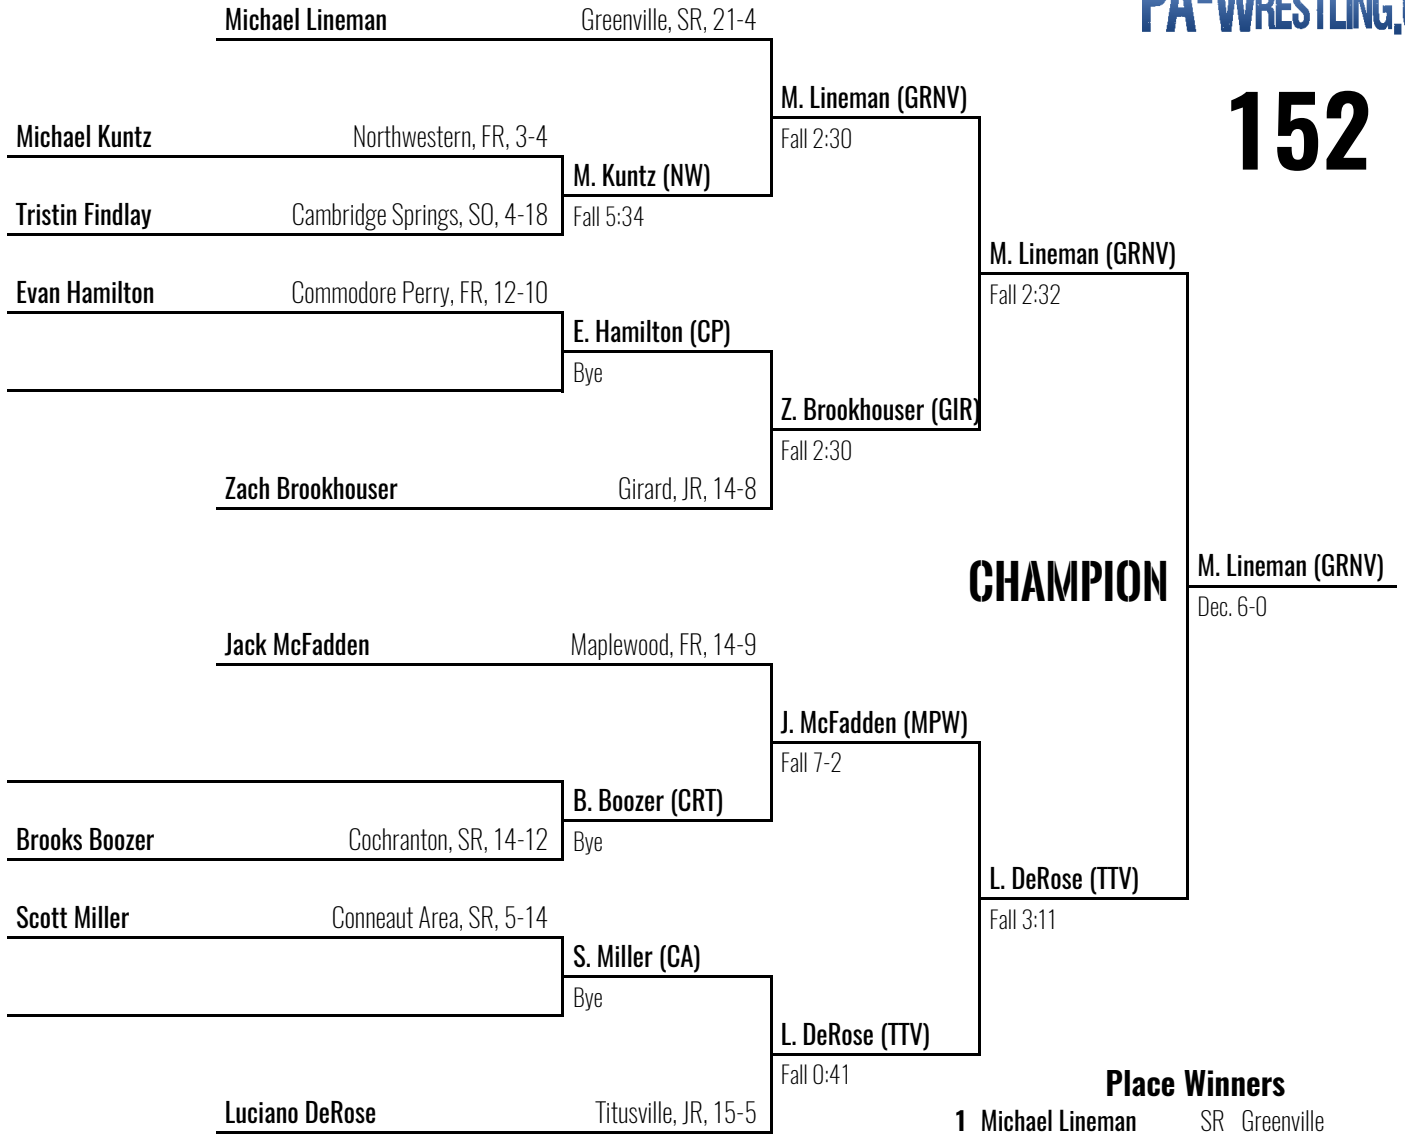 Michael Lineman Greenville, SR, 21-4
PA-WRESTLING.
152
M. Lineman (GRNV)
Fall 2:30
Michael Kuntz Northwestern, FR, 3-4
M. Kuntz (NW)
Fall 5:34
Tristin Findlay Cambridge Springs, SO, 4-18
M. Lineman (GRNV)
Fall 2:32
Evan Hamilton Commodore Perry, FR, 12-10
E. Hamilton (CP)
Bye
Z. Brookhouser (GIR)
Fall 2:30
Zach Brookhouser Girard, JR, 14-8
CHAMPION
M. Lineman (GRNV)
Dec. 6-0
Jack McFadden Maplewood, FR, 14-9
J. McFadden (MPW)
Fall 7-2
B. Boozer (CRT)
Bye
Brooks Boozer Cochranton, SR, 14-12
L. DeRose (TTV)
Fall 3:11
Scott Miller Conneaut Area, SR, 5-14
S. Miller (CA)
Bye
L. DeRose (TTV)
Fall 0:41
Luciano DeRose Titusville, JR, 15-5
Place Winners
1 Michael Lineman SR Greenville